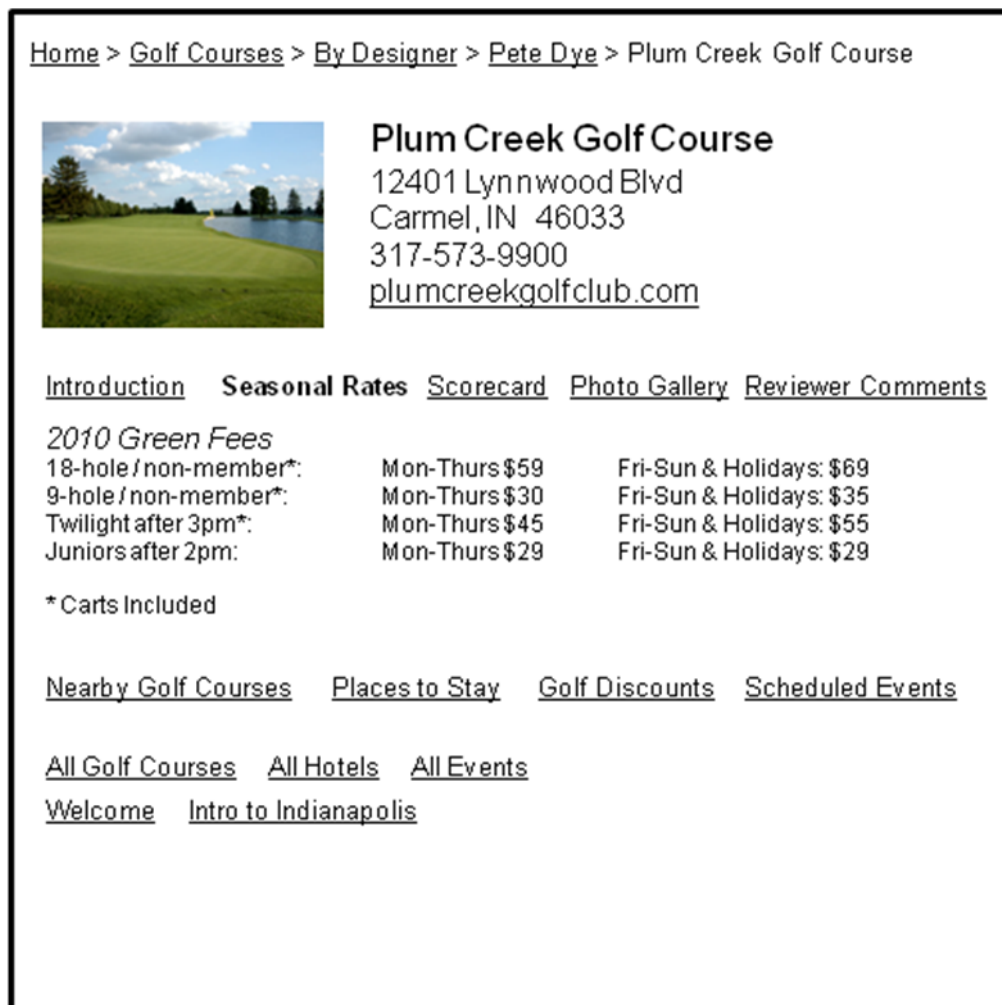 Home > Golf Courses > By Designer > Pete Dye > Plum Creek Golf Course
Plum Creek Golf Course
12401 Lynnwood Blvd
Carmel, IN 46033
317-573-9900
plumcreekgolfclub.com
Introduction Seasonal Rates Scorecard Photo Gallery Reviewer Comments
2010 Green Fees
18-hole / non-member*: Mon-Thurs $59 Fri-Sun & Holidays: $69
9-hole / non-member*: Mon-Thurs $30 Fri-Sun & Holidays: $35
Twilight after 3pm*: Mon-Thurs $45 Fri-Sun & Holidays: $55
Juniors after 2pm: Mon-Thurs $29 Fri-Sun & Holidays: $29
* Carts Included
Nearby Golf Courses Places to Stay Golf Discounts Scheduled Events
All Golf Courses All Hotels All Events
Welcome Intro to Indianapolis